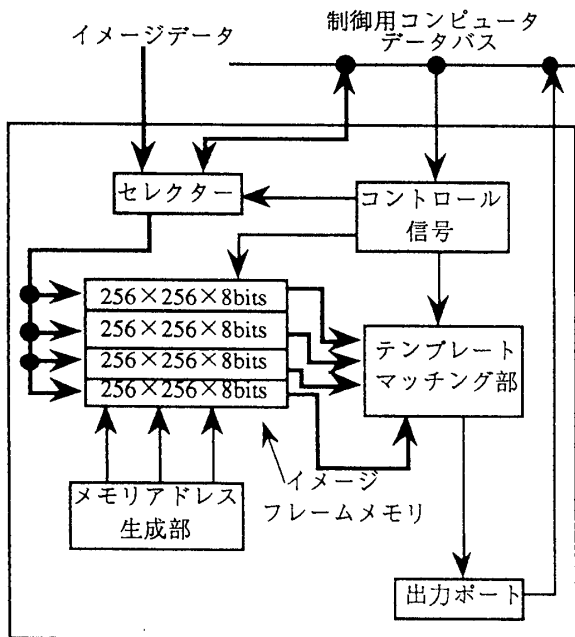 イメージデータ
制御用コンピュータ
データバス
セレクター
コントロール
信号
256×256×8bits
256×256×8bits
256×256×8bits
256×256×8bits
テンプレート
マッチング部
メモリアドレス
生成部
イメージ
フレームメモリ
出力ポート